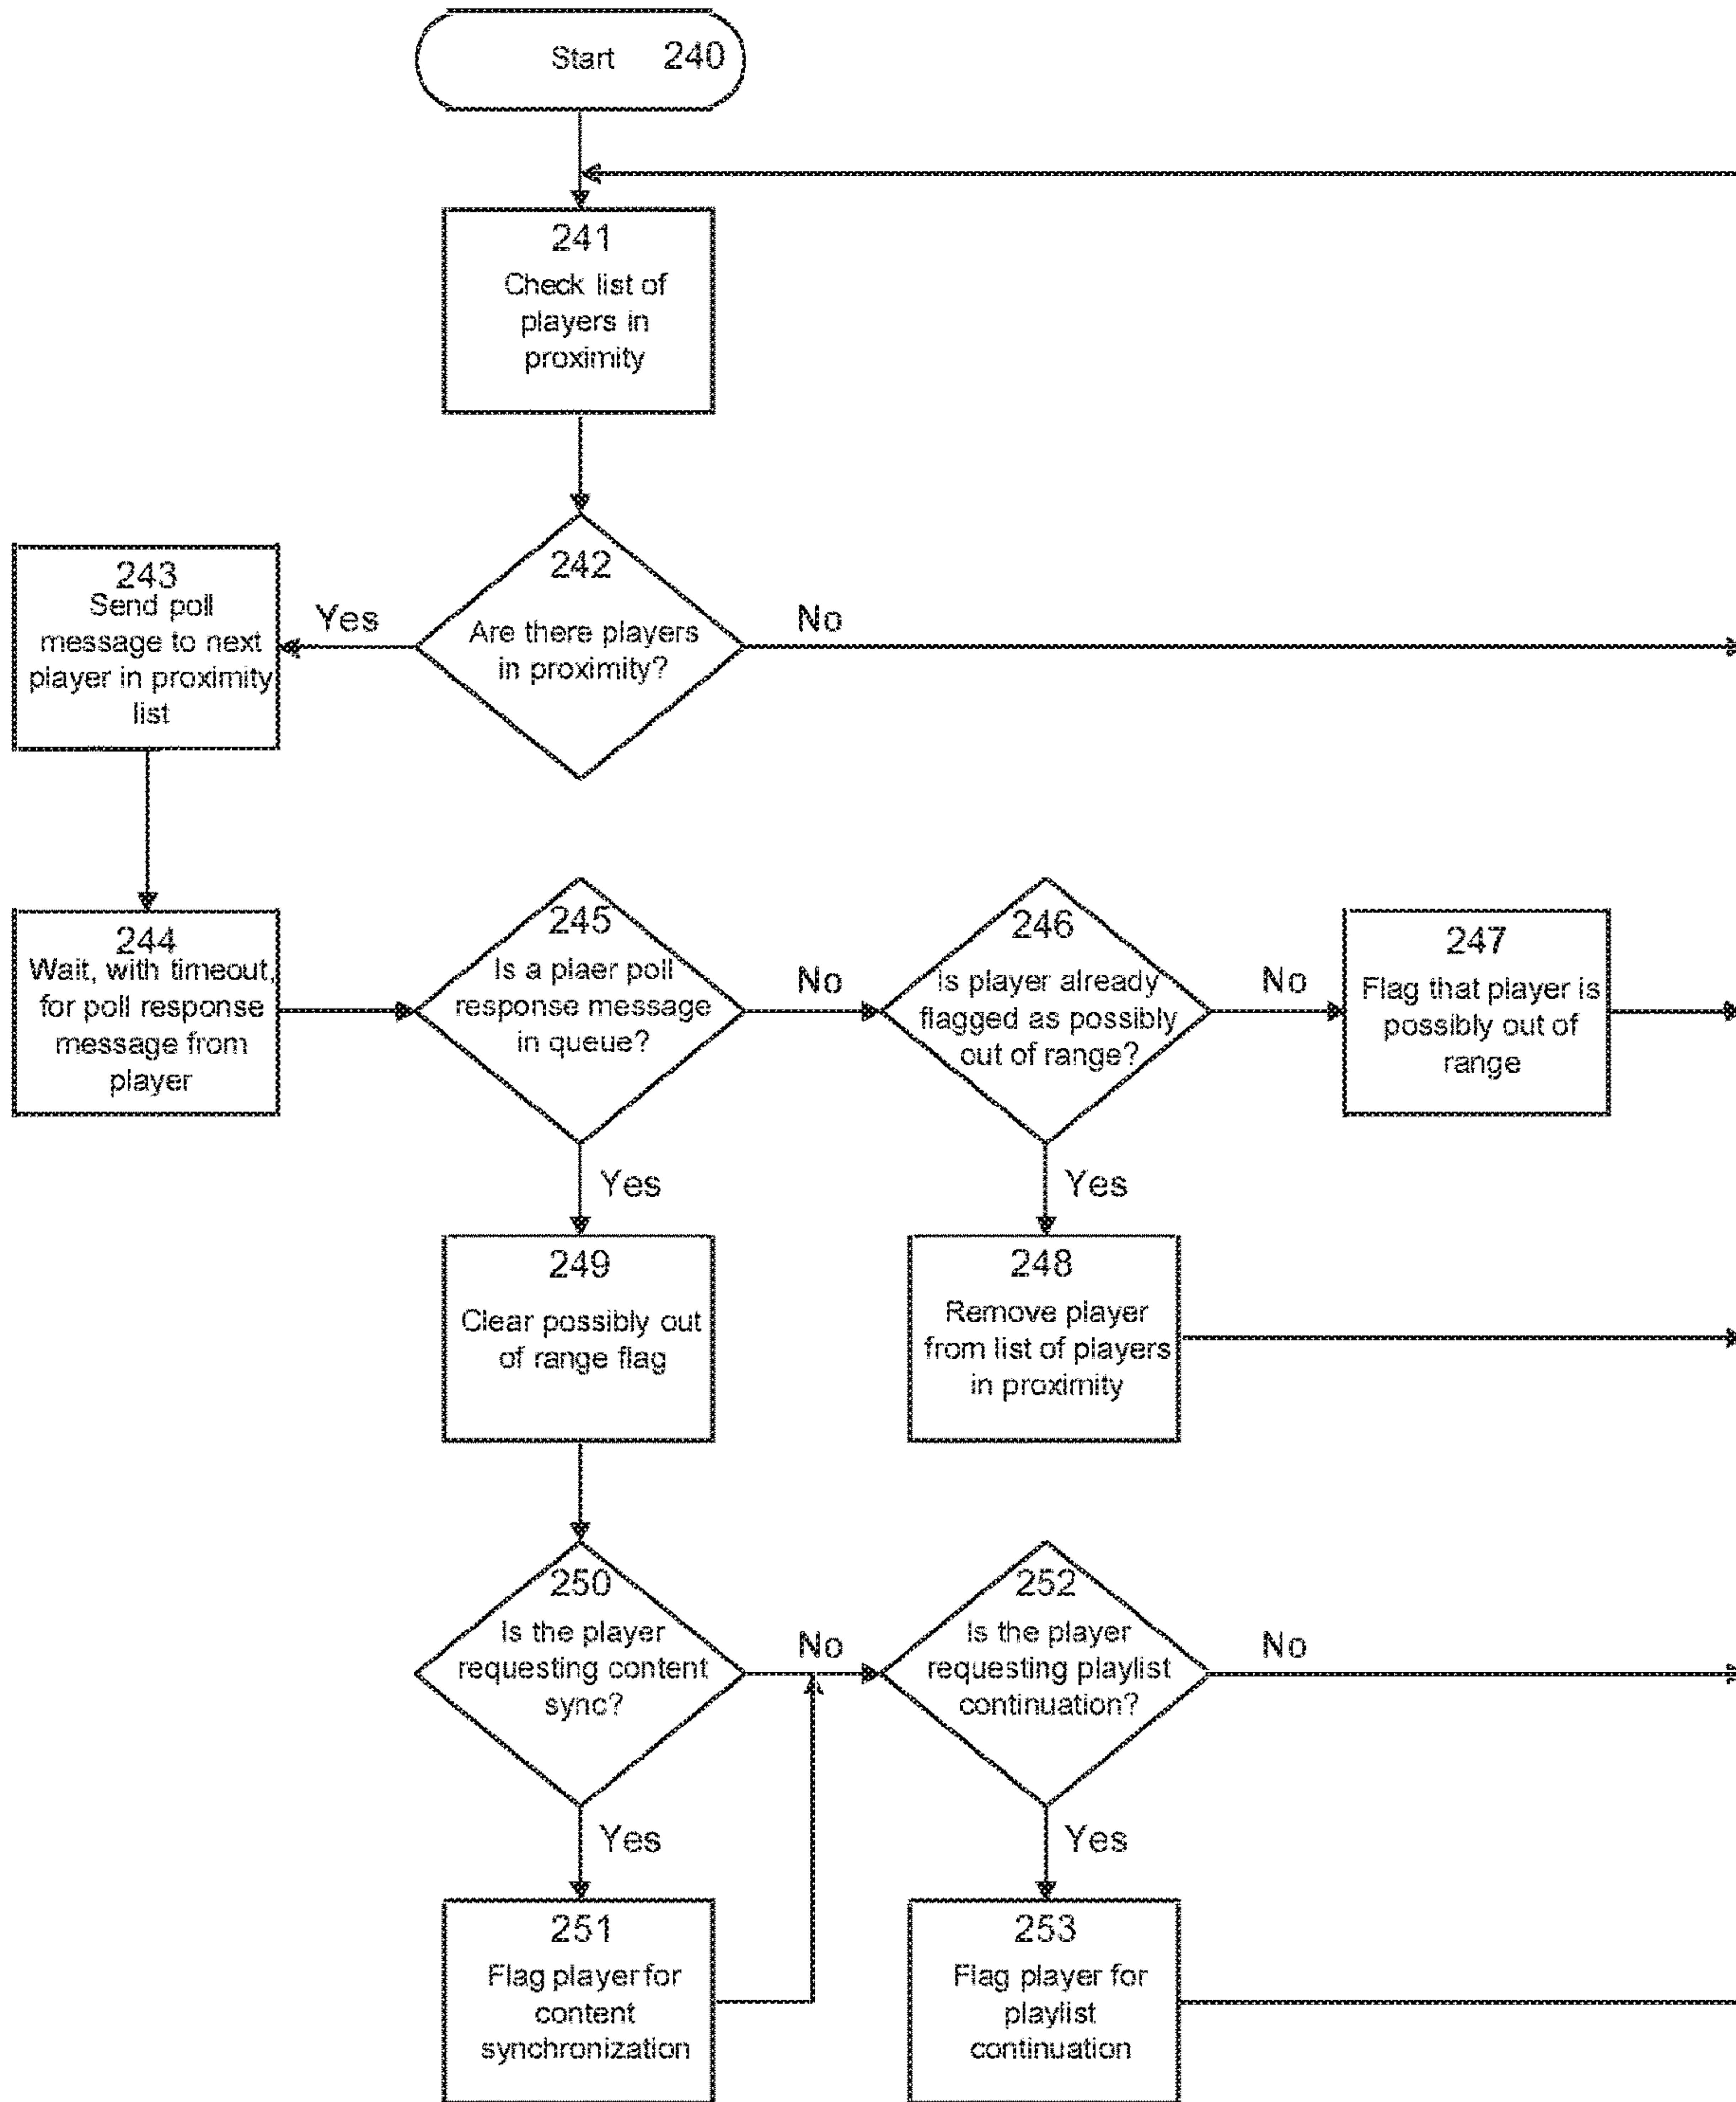 Start 240
241
Check list of
players in
proximity
242
Are there players
in proximity?
Yes
No
243
Send poll
message to next
player in proximity
list
244
Wait, with timeout,
for poll response
message from
player
245
Is a plaer poll
response message
in queue?
No
Yes
246
Is player already
flagged as possibly
out of range?
No
Yes
247
Flag that player is
possibly out of
range
249
Clear possibly out
of range flag
248
Remove player
from list of players
in proximity
250
Is the player
requesting content
sync?
No
Yes
252
Is the player
requesting playlist
continuation?
No
Yes
251
Flag player for
content
synchronization
253
Flag player for
playlist
continuation